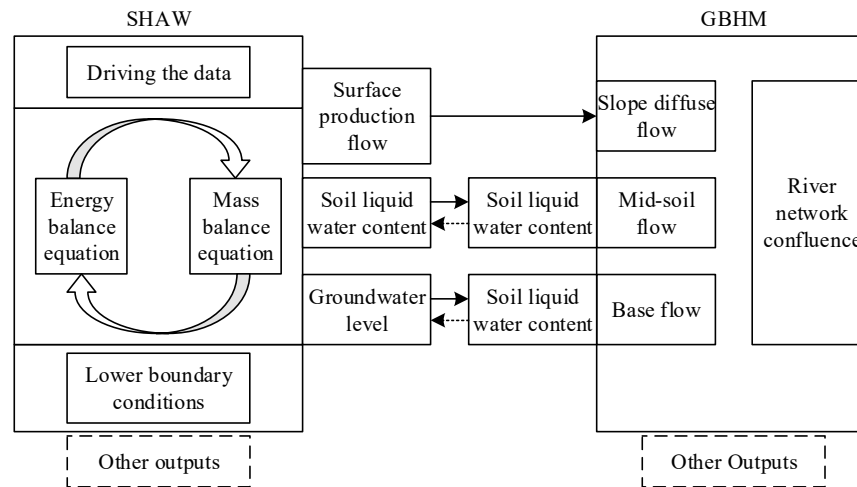 SHAW
GBHM
Driving the data
Surface
production
flow
Slope diffuse
flow
Energy
balance
equation
Mass
balance
equation
Soil liquid
water content
Soil liquid
water content
Mid-soil
flow
River
network
confluence
Groundwater
level
Soil liquid
water content
Base flow
Lower boundary
conditions
Other outputs
Other Outputs